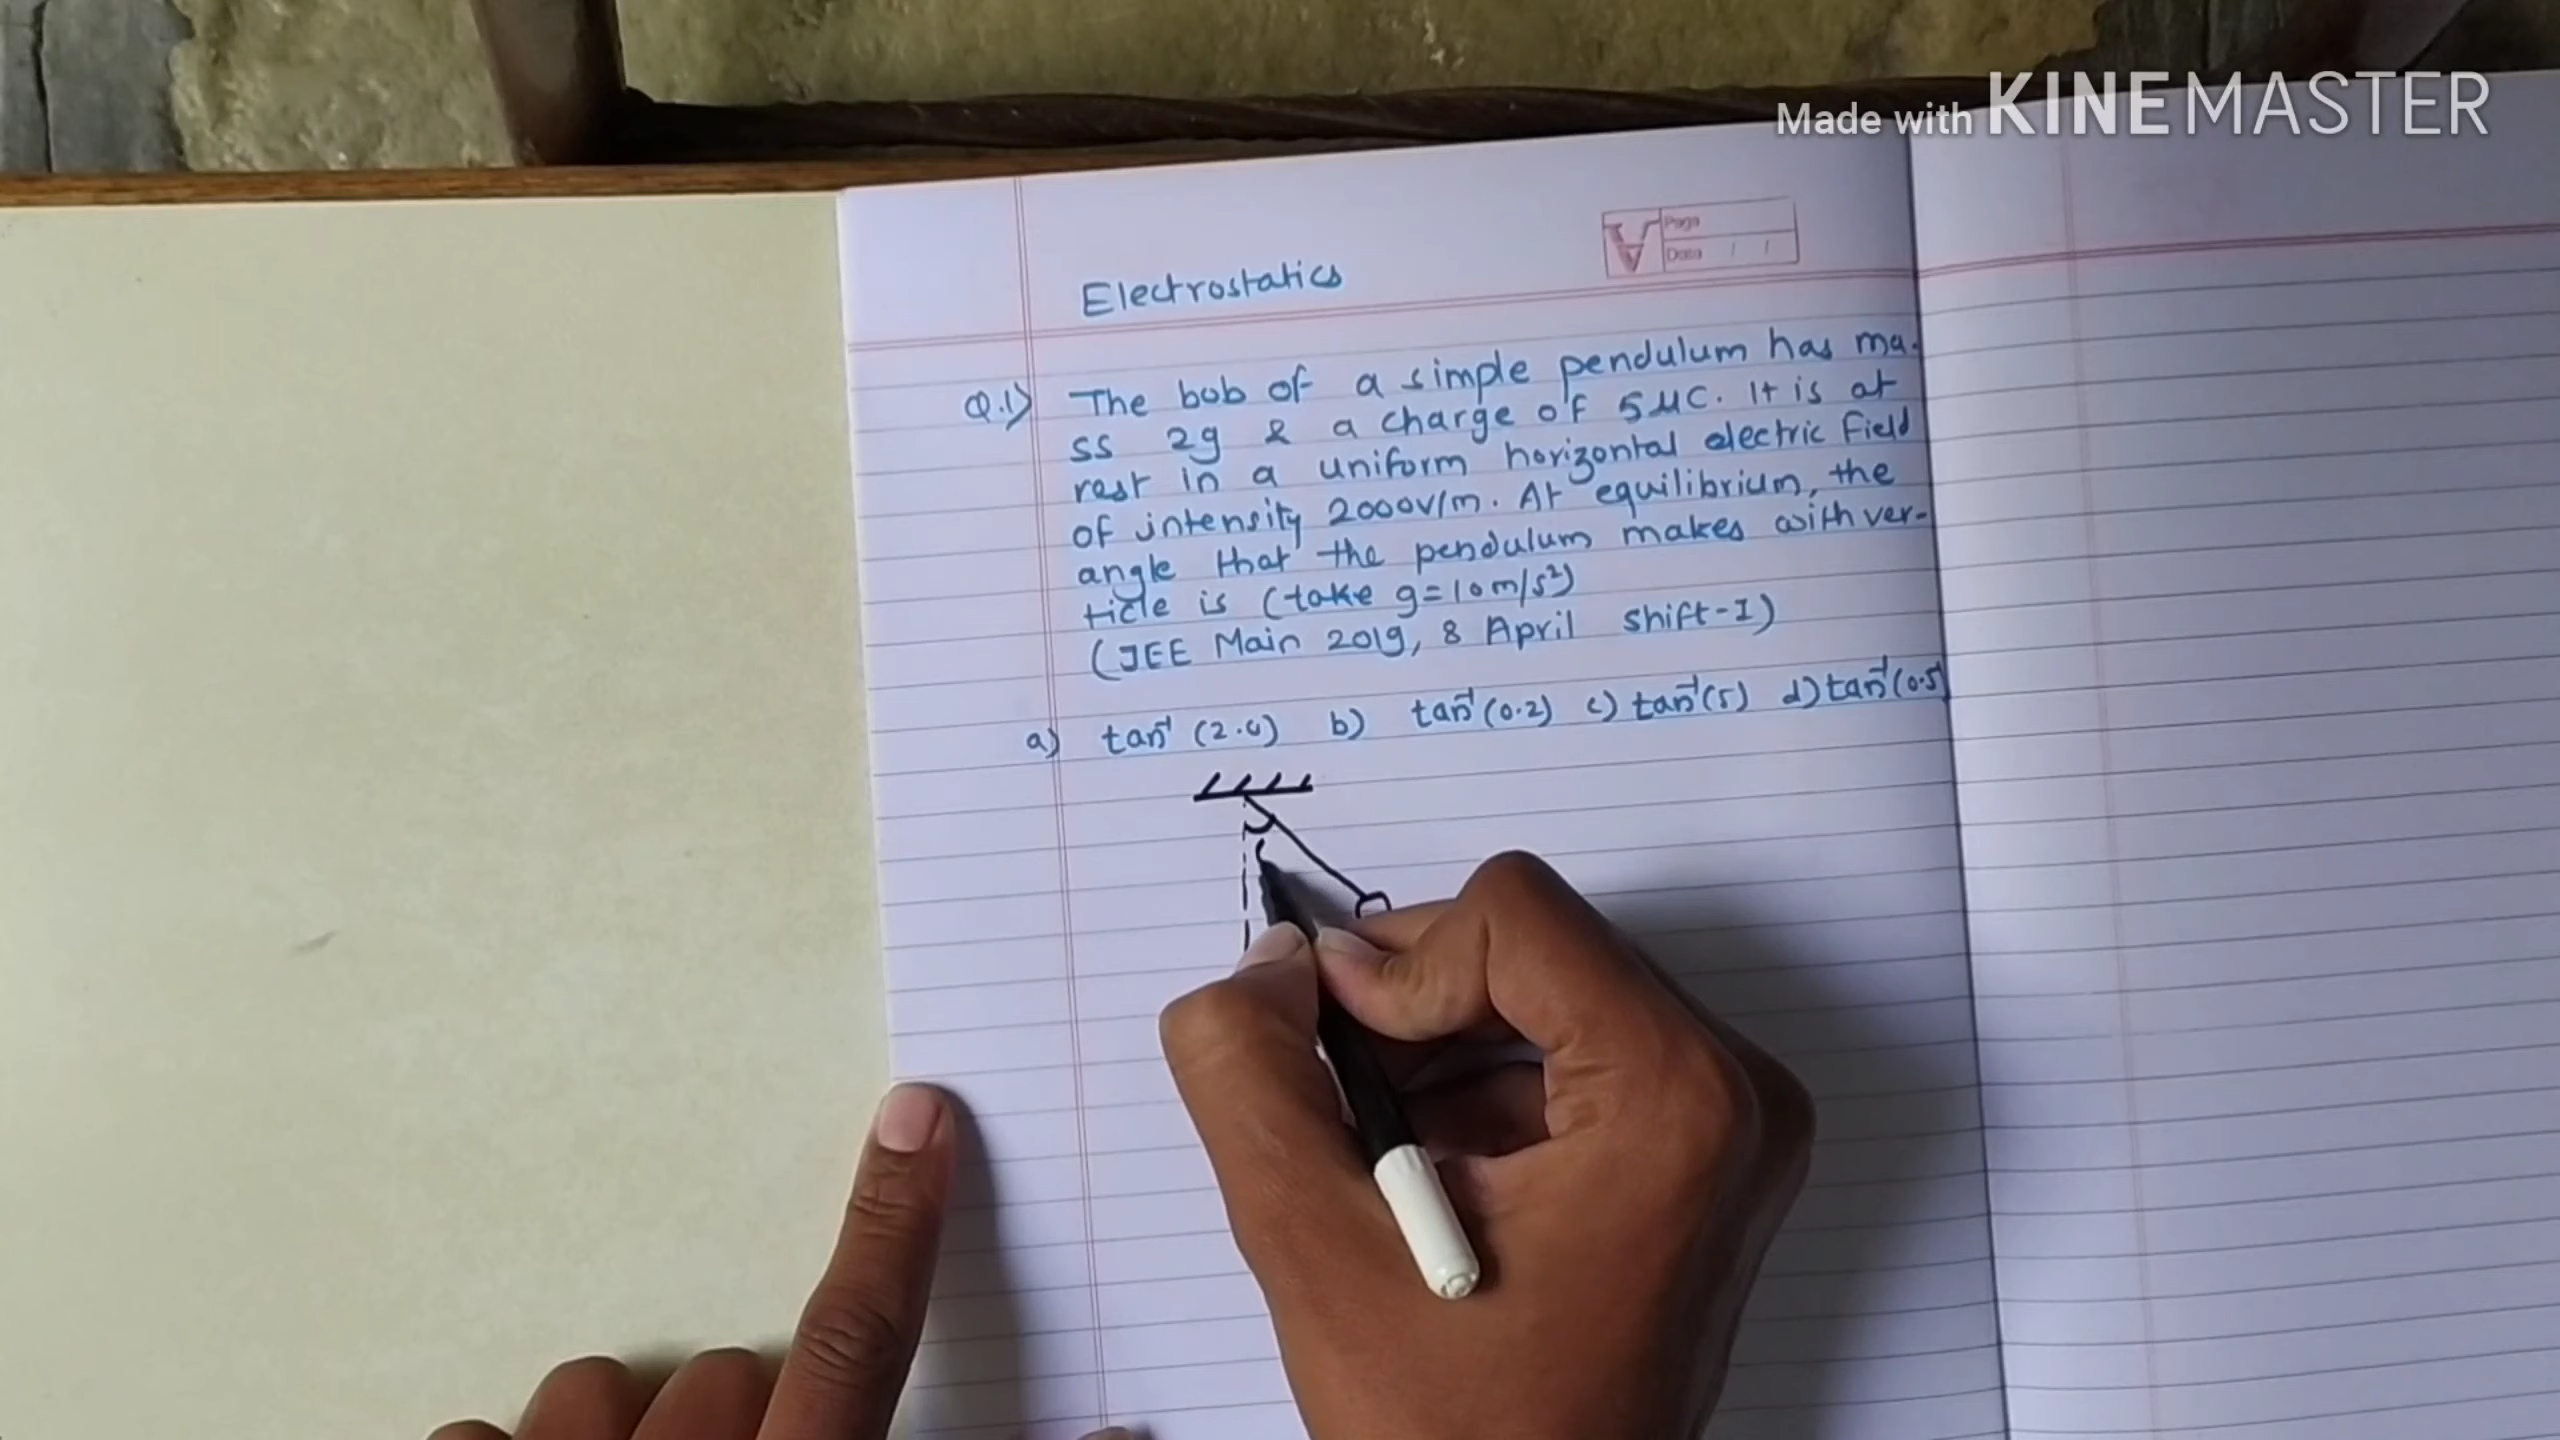 Made with KINEMASTER
Page
Date / /
Electrostatics
Q.1) The bob of a simple pendulum has ma-
ss 2g & a charge of 5μC. It is at
rest in a uniform horizontal electric field
of intensity 2000V/m. At equilibrium, the
angle that the pendulum makes with ver-
ticle is (take g=10m/s²)
(JEE Main 2019, 8 April shift-I)
a) tan⁻¹ (2.0) b) tan⁻¹(0.2) c) tan⁻¹(5) d) tan⁻¹(0.5)